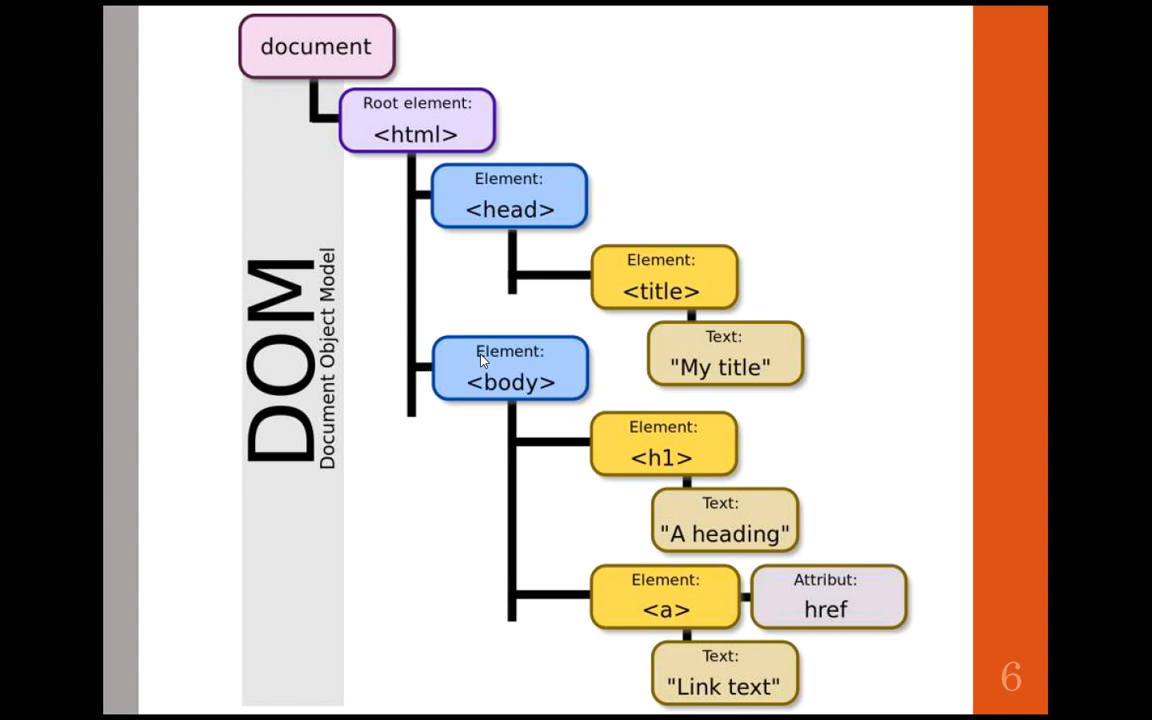 document
Root element:
<html>
Element:
<head>
Element:
<title>
Text:
"My title"
DOM
Document Object Model
Element:
<body>
Element:
<h1>
Text:
"A heading"
Element:
<a>
Attribut:
href
Text:
"Link text"
6